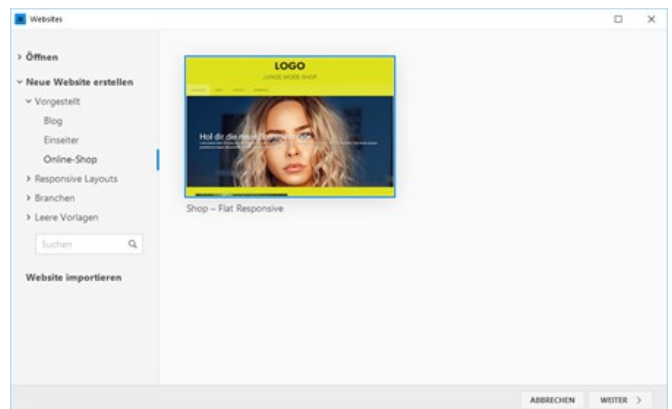 Websites
Öffnen
Neue Website erstellen
Vorgestellt
Blog
Einseiter
Online-Shop
Responsive Layouts
Branchen
Leere Vorlagen
Suchen
Website importieren
LOGO
JUNGE MODE SHOP
Hol dir die neue
Shop – Flat Responsive
ABBRECHEN
WEITER